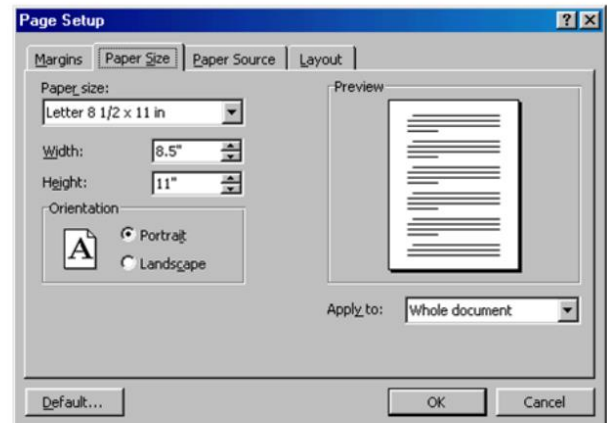 Page Setup
Margins
Paper Size
Paper Source
Layout
Paper size:
Letter 8 1/2 x 11 in
Width:
8.5"
Height:
11"
Orientation
A
Portrait
Landscape
Preview
Apply to:
Whole document
Default...
OK
Cancel